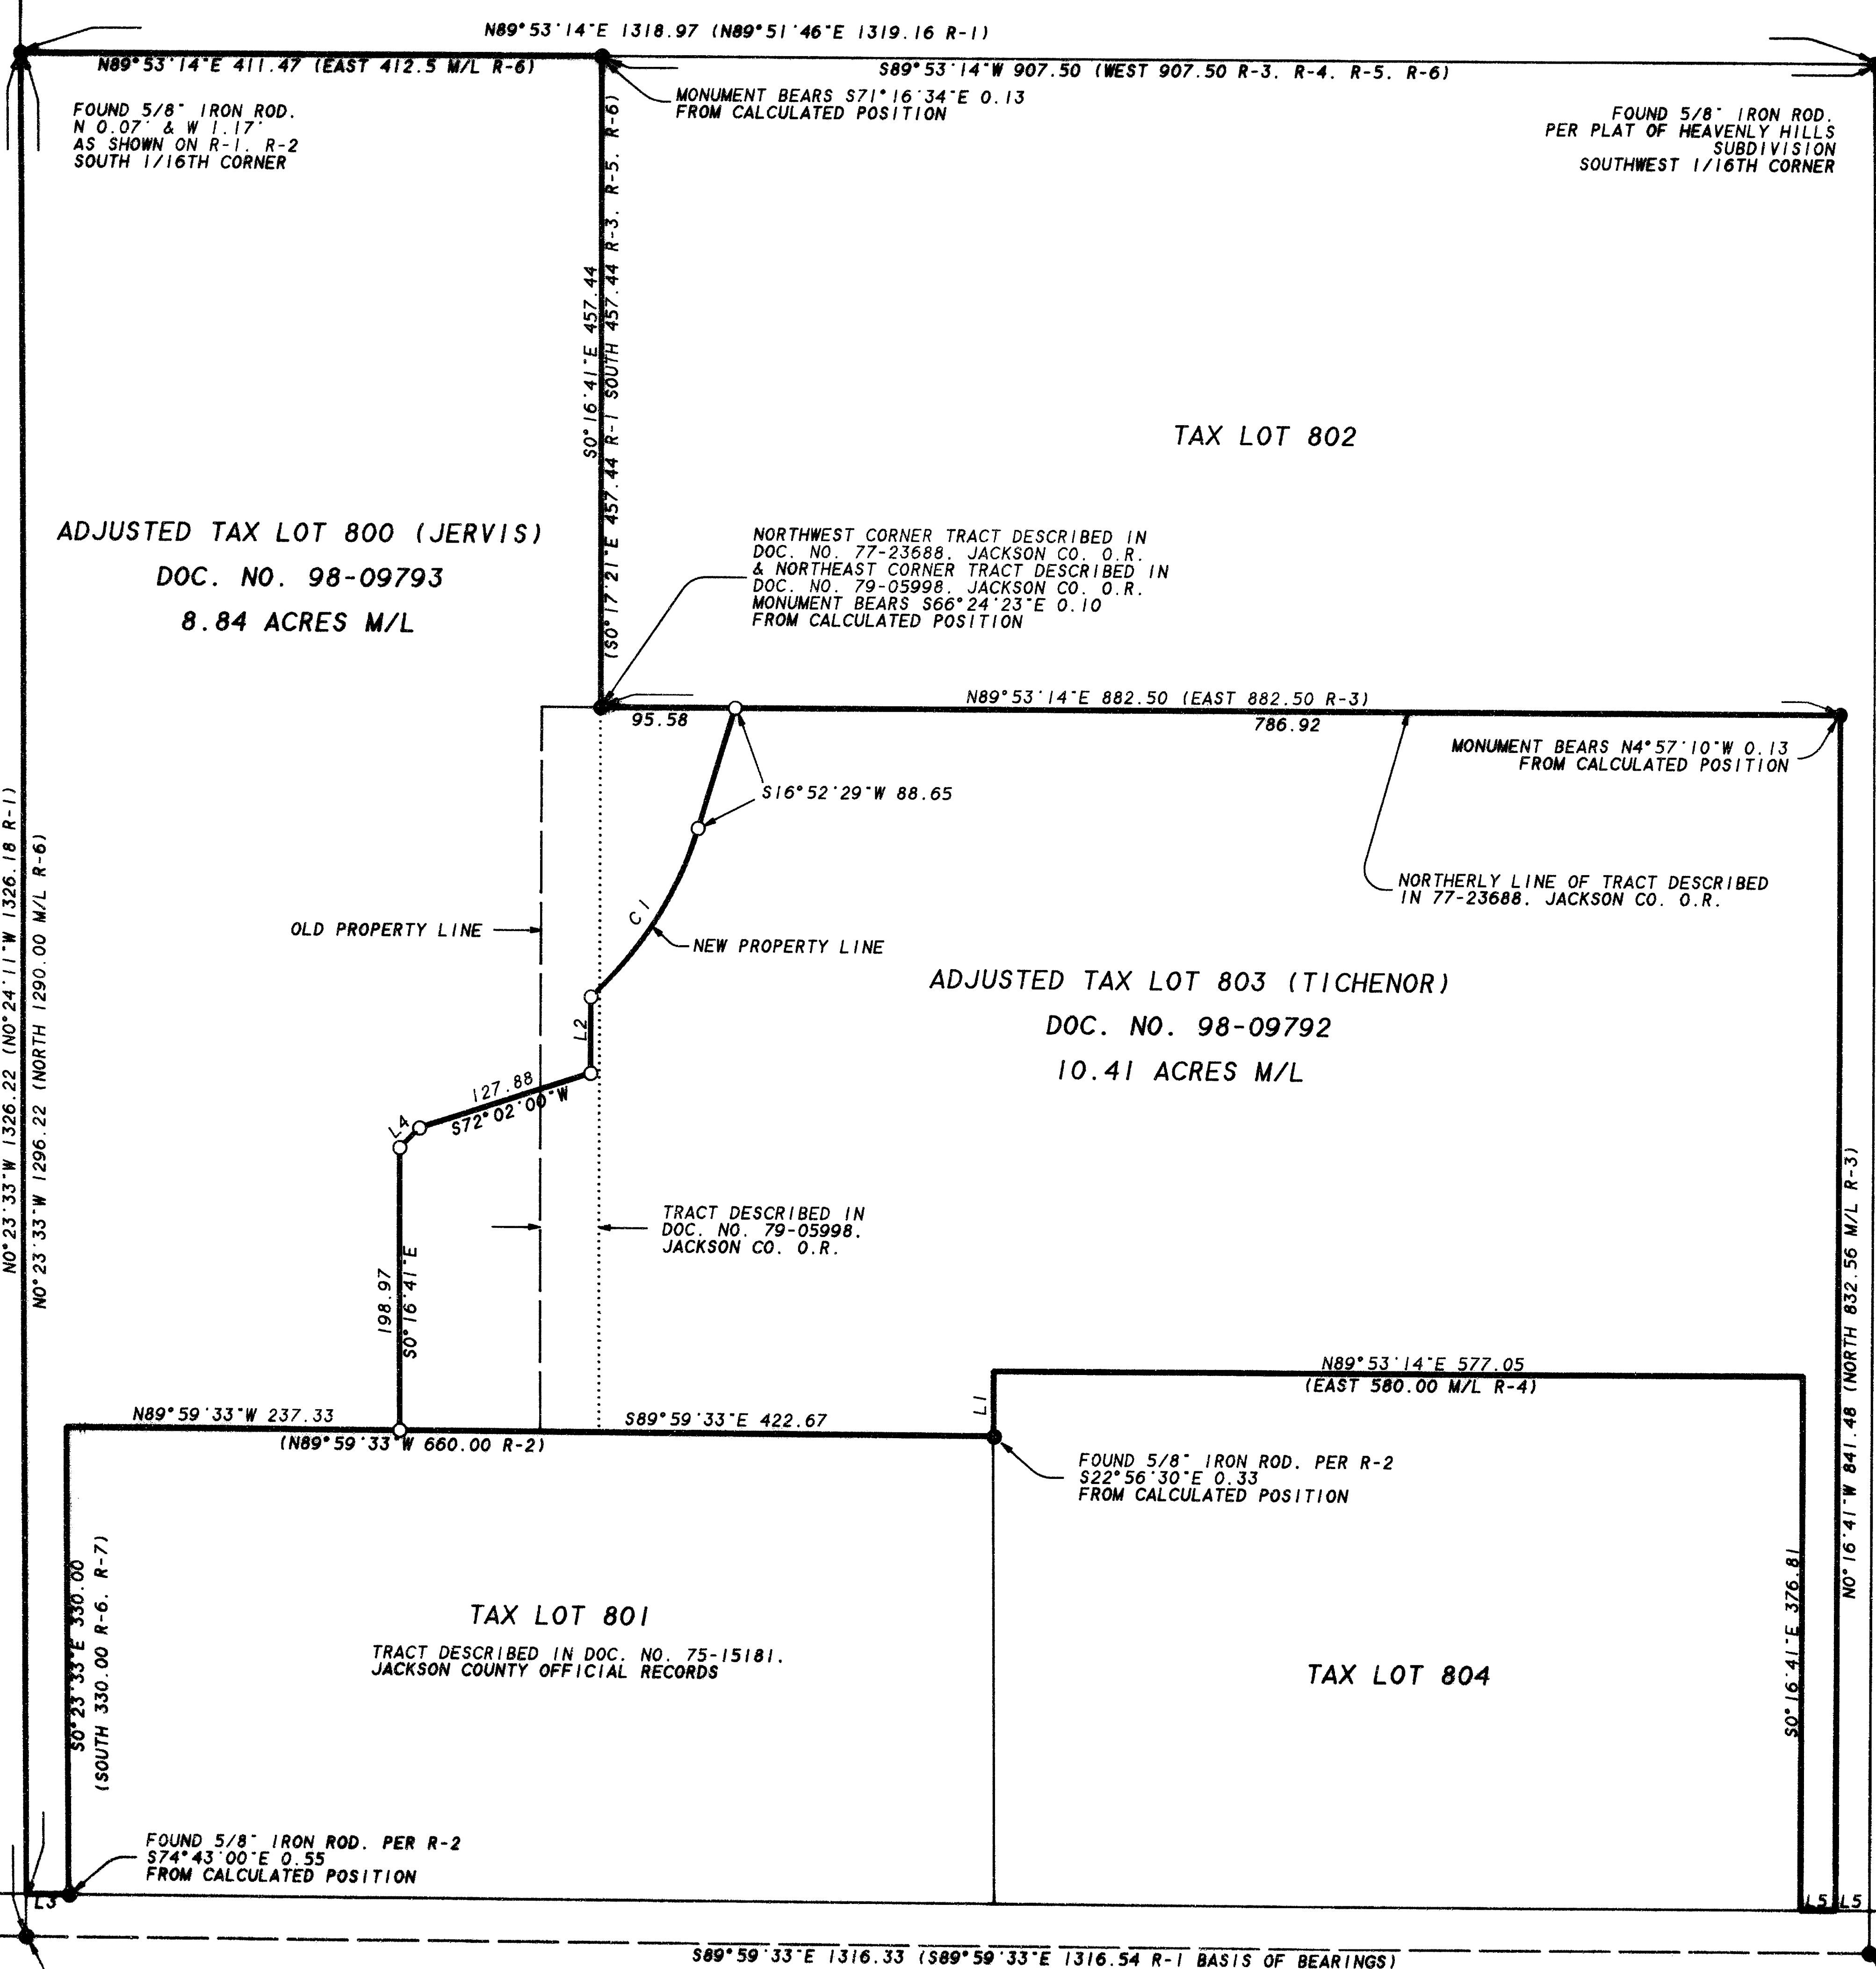 N89°53'14"E 1318.97 (N89°51'46"E 1319.16 R-1)
N89°53'14"E 411.47 (EAST 412.5 M/L R-6)
S89°53'14"W 907.50 (WEST 907.50 R-3, R-4, R-5, R-6)
FOUND 5/8" IRON ROD.
N 0.07' & W 1.17'
AS SHOWN ON R-1, R-2
SOUTH 1/16TH CORNER
MONUMENT BEARS S71°16'34"E 0.13
FROM CALCULATED POSITION
FOUND 5/8" IRON ROD.
PER PLAT OF HEAVENLY HILLS
SUBDIVISION
SOUTHWEST 1/16TH CORNER
S0°16'41"E 457.44
(S0°17'21"E 457.44 R-1 SOUTH 457.44 R-3, R-5, R-6)
TAX LOT 802
ADJUSTED TAX LOT 800 (JERVIS)
DOC. NO. 98-09793
8.84 ACRES M/L
NORTHWEST CORNER TRACT DESCRIBED IN
DOC. NO. 77-23688, JACKSON CO. O.R.
& NORTHEAST CORNER TRACT DESCRIBED IN
DOC. NO. 79-05998, JACKSON CO. O.R.
MONUMENT BEARS S66°24'23"E 0.10
FROM CALCULATED POSITION
N89°53'14"E 882.50 (EAST 882.50 R-3)
95.58
786.92
MONUMENT BEARS N4°57'10"W 0.13
FROM CALCULATED POSITION
S16°52'29"W 88.65
NORTHERLY LINE OF TRACT DESCRIBED
IN 77-23688, JACKSON CO. O.R.
C1
OLD PROPERTY LINE
NEW PROPERTY LINE
ADJUSTED TAX LOT 803 (TICHENOR)
DOC. NO. 98-09792
10.41 ACRES M/L
N0°23'33"W 1326.22 (N0°24'11"W 1326.18 R-1)
N0°23'33"W 1296.22 (NORTH 1290.00 M/L R-6)
L2
127.88
S72°02'00"W
L4
198.97
S0°16'41"E
TRACT DESCRIBED IN
DOC. NO. 79-05998,
JACKSON CO. O.R.
N0°16'41"W 841.48 (NORTH 832.56 M/L R-3)
N89°53'14"E 577.05
(EAST 580.00 M/L R-4)
L1
N89°59'33"W 237.33
S89°59'33"E 422.67
(N89°59'33"W 660.00 R-2)
FOUND 5/8" IRON ROD. PER R-2
S22°56'30"E 0.33
FROM CALCULATED POSITION
S0°23'33"E 330.00
(SOUTH 330.00 R-6, R-7)
TAX LOT 801
TRACT DESCRIBED IN DOC. NO. 75-15181,
JACKSON COUNTY OFFICIAL RECORDS
TAX LOT 804
S0°16'41"E 376.81
FOUND 5/8" IRON ROD. PER R-2
S74°43'00"E 0.55
FROM CALCULATED POSITION
L3
L5
L5
S89°59'33"E 1316.33 (S89°59'33"E 1316.54 R-1 BASIS OF BEARINGS)